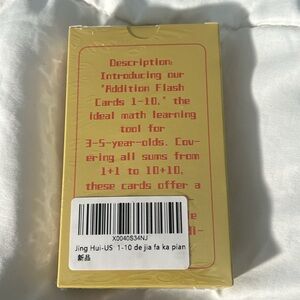 Description:
Introducing our
"Addition Flash
Cards 1-10," the
ideal math learning
tool for
3-5-year-olds. Cov-
ering all sums from
1+1 to 10+10,
these cards offer a
X0040S34NJ
Jing Hui-US 1-10 de jia fa ka pian
新品